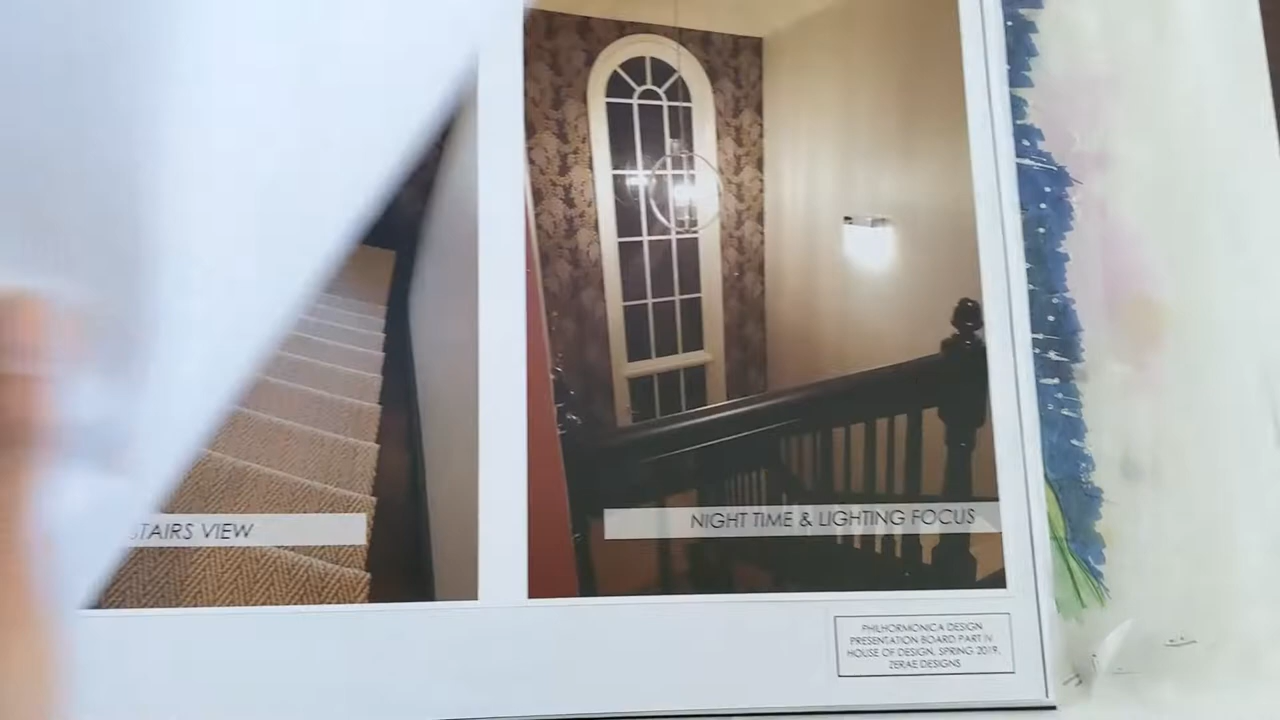 STAIRS VIEW
NIGHT TIME & LIGHTING FOCUS
PHILHORMONICA DESIGN
PRESENTATION BOARD PART IV
HOUSE OF DESIGN, SPRING 2019,
ZERAE DESIGNS